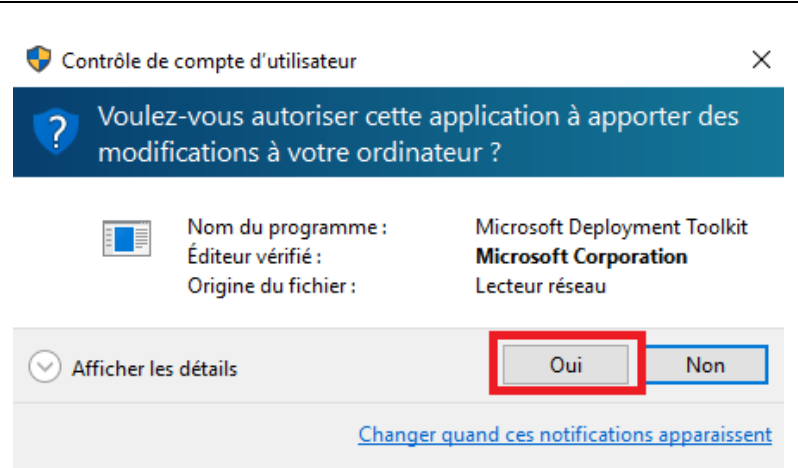 Contrôle de compte d'utilisateur
Voulez-vous autoriser cette application à apporter des
modifications à votre ordinateur ?
Nom du programme : Microsoft Deployment Toolkit
Éditeur vérifié : Microsoft Corporation
Origine du fichier : Lecteur réseau
Afficher les détails Oui Non
Changer quand ces notifications apparaissent